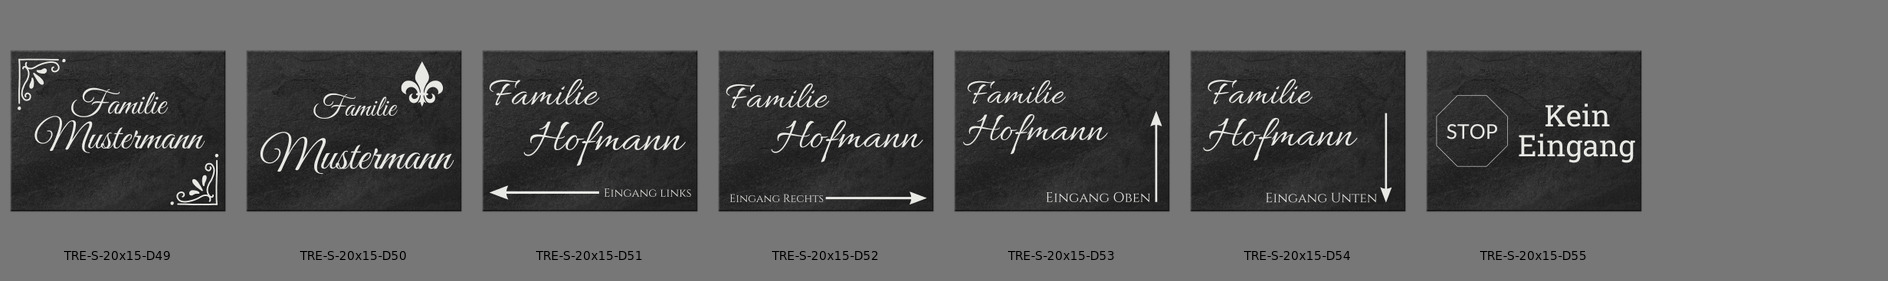 Familie
Mustermann
TRE-S-20x15-D49
Familie
Mustermann
TRE-S-20x15-D50
Familie
Hofmann
EINGANG LINKS
TRE-S-20x15-D51
Familie
Hofmann
EINGANG RECHTS
TRE-S-20x15-D52
Familie
Hofmann
EINGANG OBEN
TRE-S-20x15-D53
Familie
Hofmann
EINGANG UNTEN
TRE-S-20x15-D54
STOP
Kein
Eingang
TRE-S-20x15-D55